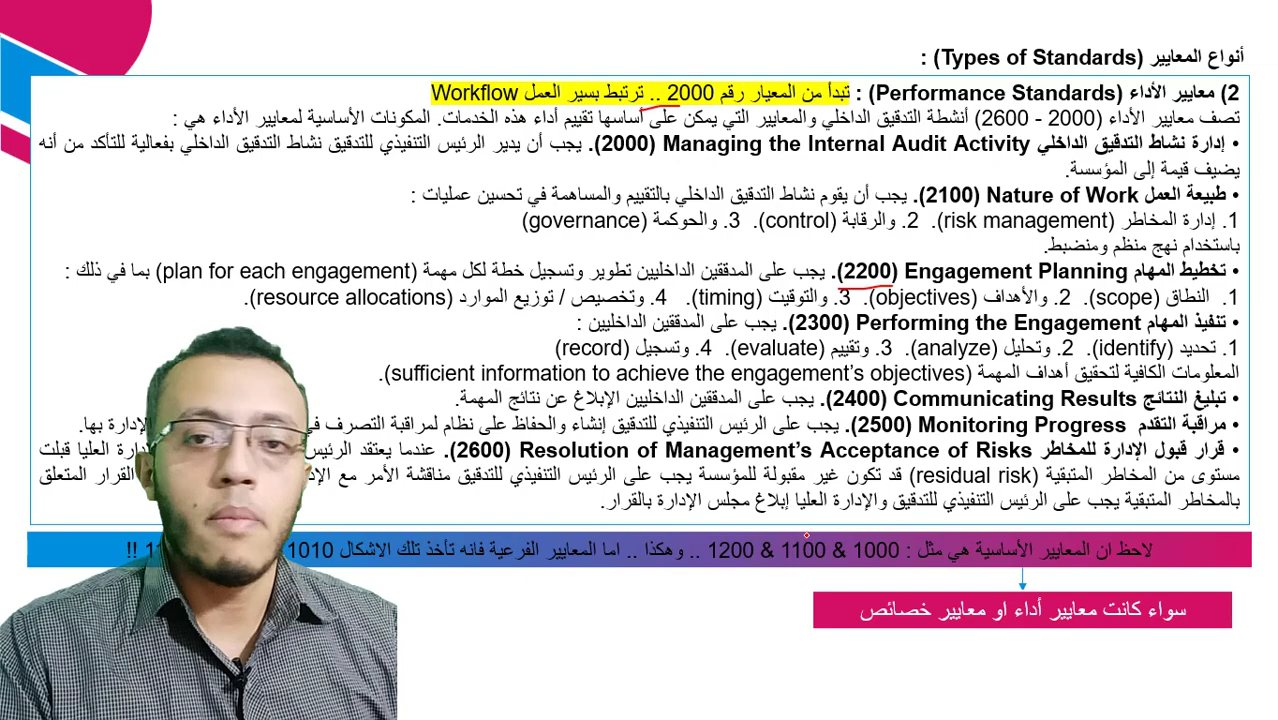 أنواع المعايير (Types of Standards) :
2) معايير الأداء (Performance Standards) : تبدأ من المعيار رقم 2000 .. ترتبط بسير العمل Workflow
تصف معايير الأداء (2000 - 2600) أنشطة التدقيق الداخلي والمعايير التي يمكن على أساسها تقييم أداء هذه الخدمات. المكونات الأساسية لمعايير الأداء هي :
• إدارة نشاط التدقيق الداخلي Managing the Internal Audit Activity (2000). يجب أن يدير الرئيس التنفيذي للتدقيق نشاط التدقيق الداخلي بفعالية للتأكد من أنه
يضيف قيمة إلى المؤسسة.
• طبيعة العمل Nature of Work (2100). يجب أن يقوم نشاط التدقيق الداخلي بالتقييم والمساهمة في تحسين عمليات :
1. إدارة المخاطر (risk management). 2. والرقابة (control). 3. والحوكمة (governance)
باستخدام نهج منظم ومنضبط.
• تخطيط المهام Engagement Planning (2200). يجب على المدققين الداخليين تطوير وتسجيل خطة لكل مهمة (plan for each engagement) بما في ذلك :
1. النطاق (scope). 2. والأهداف (objectives). 3. والتوقيت (timing) 4. وتخصيص / توزيع الموارد (resource allocations).
• تنفيذ المهام Performing the Engagement (2300). يجب على المدققين الداخليين :
1. تحديد (identify). 2. وتحليل (analyze). 3. وتقييم (evaluate). 4. وتسجيل (record)
المعلومات الكافية لتحقيق أهداف المهمة (sufficient information to achieve the engagement's objectives).
• تبليغ النتائج Communicating Results (2400). يجب على المدققين الداخليين الإبلاغ عن نتائج المهمة.
• مراقبة التقدم Monitoring Progress (2500). يجب على الرئيس التنفيذي للتدقيق إنشاء والحفاظ على نظام لمراقبة التصرف في الإدارة بها.
• قرار قبول الإدارة للمخاطر Resolution of Management's Acceptance of Risks (2600). عندما يعتقد الرئيس قبلت
مستوى من المخاطر المتبقية (residual risk) قد تكون غير مقبولة للمؤسسة يجب على الرئيس التنفيذي للتدقيق مناقشة الأمر مع القرار المتعلق
بالمخاطر المتبقية يجب على الرئيس التنفيذي للتدقيق والإدارة العليا إبلاغ مجلس الإدارة بالقرار.
لاحظ ان المعايير الأساسية هي مثل : 1000 & 1100 & 1200 .. وهكذا .. اما المعايير الفرعية فانه تأخذ تلك الاشكال 1010 !!
سواء كانت معايير أداء او معايير خصائص